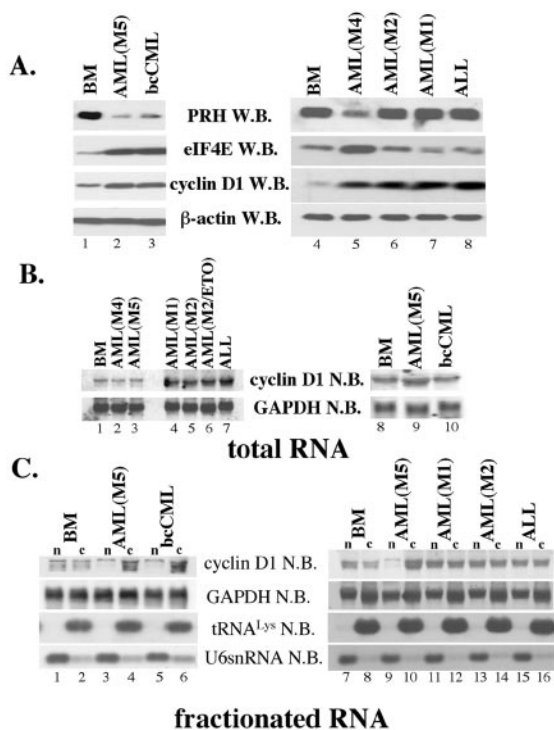 A.
BM
AML(M5)
bcCML
BM
AML(M4)
AML(M2)
AML(M1)
ALL
PRH W.B.
eIF4E W.B.
cyclin D1 W.B.
β-actin W.B.
1 2 3 4 5 6 7 8
B.
BM
AML(M4)
AML(M5)
AML(M1)
AML(M2)
AML(M2/ETO)
ALL
BM
AML(M5)
bcCML
cyclin D1 N.B.
GAPDH N.B.
1 2 3 4 5 6 7 8 9 10
total RNA
C.
BM
AML(M5)
bcCML
BM
AML(M5)
AML(M1)
AML(M2)
ALL
n c n c n c n c n c n c n c n c
cyclin D1 N.B.
GAPDH N.B.
tRNALys N.B.
U6snRNA N.B.
1 2 3 4 5 6 7 8 9 10 11 12 13 14 15 16
fractionated RNA